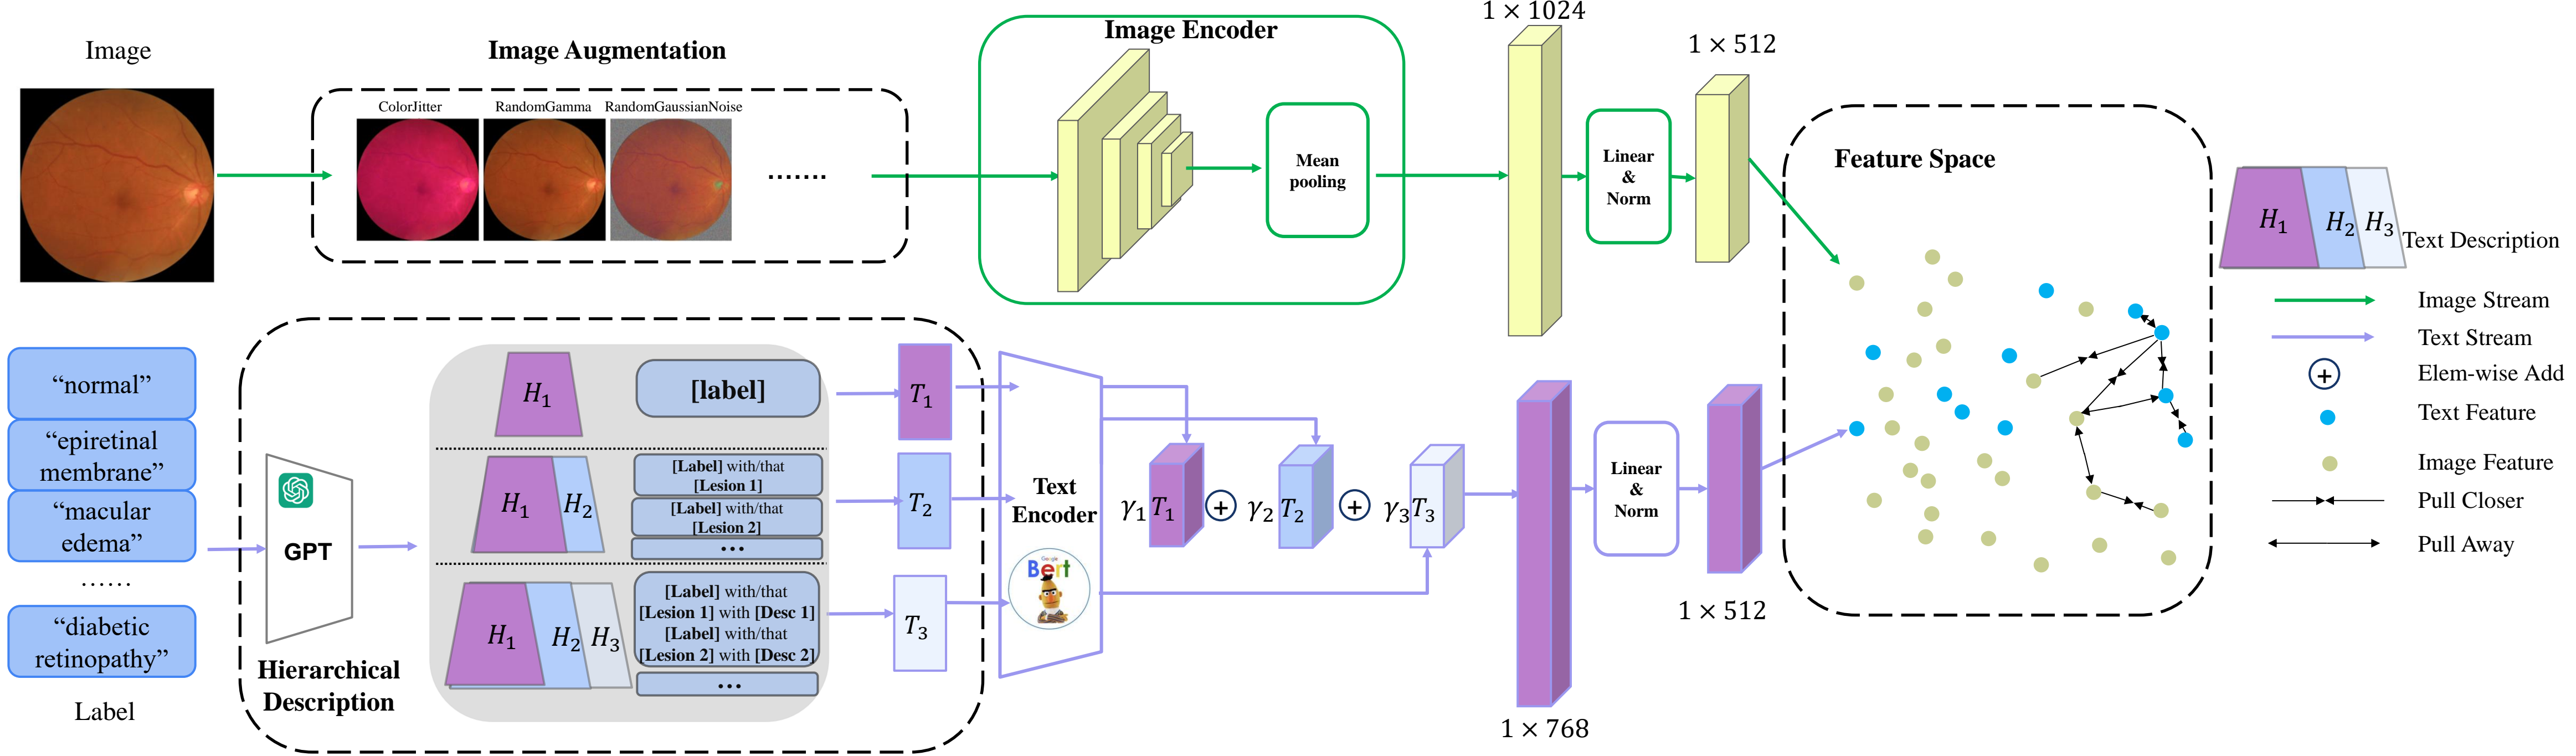 Image
Image Augmentation
ColorJitter
RandomGamma
RandomGaussianNoise
.......
Image Encoder
Mean
pooling
1 × 1024
Linear
&
Norm
1 × 512
Feature Space
H1
H2
H3
Text Description
Image Stream
Text Stream
+
Elem-wise Add
Text Feature
Image Feature
Pull Closer
Pull Away
“normal”
“epiretinal
membrane”
“macular
edema”
......
“diabetic
retinopathy”
Label
GPT
Hierarchical
Description
H1
[label]
H1
H2
[Label] with/that
[Lesion 1]
[Label] with/that
[Lesion 2]
...
H1
H2
H3
[Label] with/that
[Lesion 1] with [Desc 1]
[Label] with/that
[Lesion 2] with [Desc 2]
...
T1
T2
T3
Text
Encoder
Google
Bert
γ1T1
+
γ2T2
+
γ3T3
1 × 768
Linear
&
Norm
1 × 512